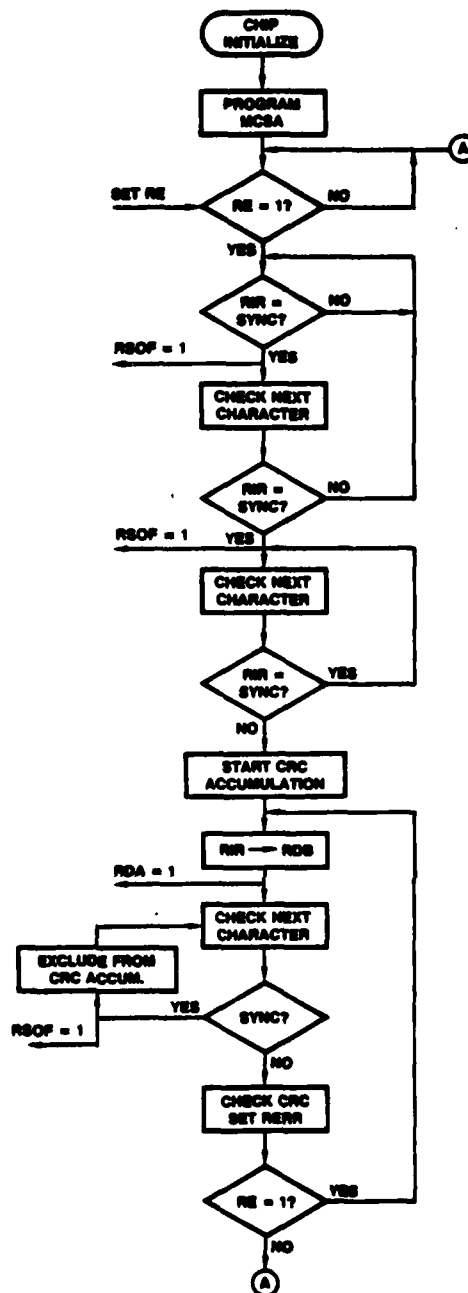 CHIP
INITIALIZE
PROGRAM
MCSA
A
SET RE
RE = 1?
NO
YES
RIR =
SYNC?
NO
RSOF = 1
YES
CHECK NEXT
CHARACTER
RIR =
SYNC?
NO
RSOF = 1
YES
CHECK NEXT
CHARACTER
RIR =
SYNC?
YES
NO
START CRC
ACCUMULATION
RIR → RDB
RDA = 1
CHECK NEXT
CHARACTER
EXCLUDE FROM
CRC ACCUM.
YES
SYNC?
RSOF = 1
NO
CHECK CRC
SET RERR
RE = 1?
YES
NO
A